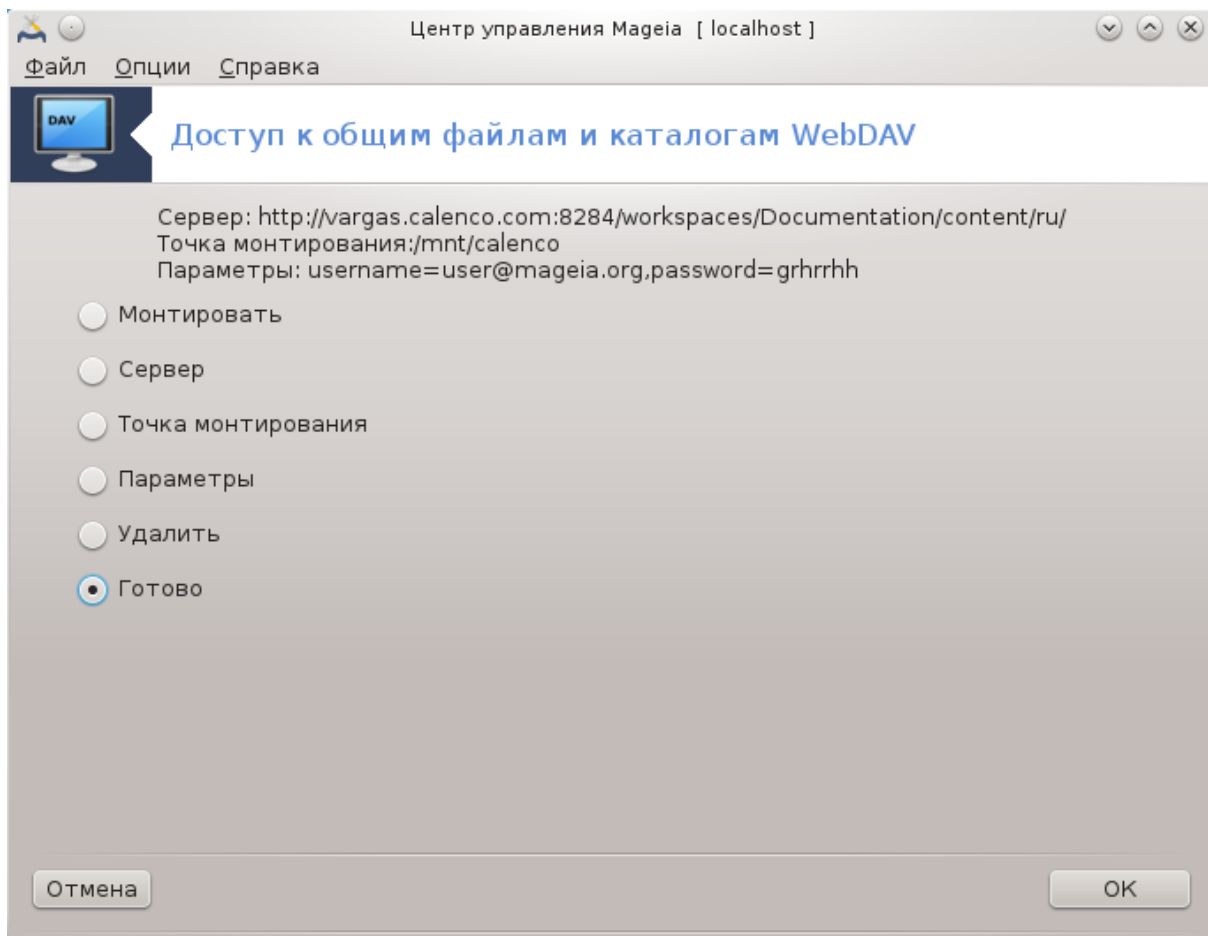 Центр управления Mageia [ localhost ]
Файл Опции Справка
DAV
Доступ к общим файлам и каталогам WebDAV
Сервер: http://vargas.calenco.com:8284/workspaces/Documentation/content/ru/
Точка монтирования:/mnt/calenco
Параметры: username=user@mageia.org,password=grhrrhh
Монтировать
Сервер
Точка монтирования
Параметры
Удалить
Готово
Отмена OK